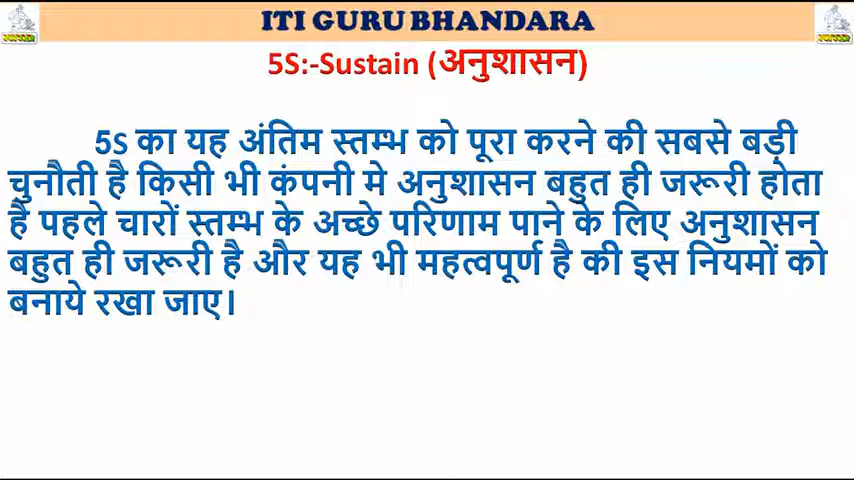 ITI GURU BHANDARA
5S:-Sustain (अनुशासन)
5S का यह अंतिम स्तम्भ को पूरा करने की सबसे बड़ी
चुनौती है किसी भी कंपनी मे अनुशासन बहुत ही जरूरी होता
है पहले चारों स्तम्भ के अच्छे परिणाम पाने के लिए अनुशासन
बहुत ही जरूरी है और यह भी महत्वपूर्ण है की इस नियमों को
बनाये रखा जाए।